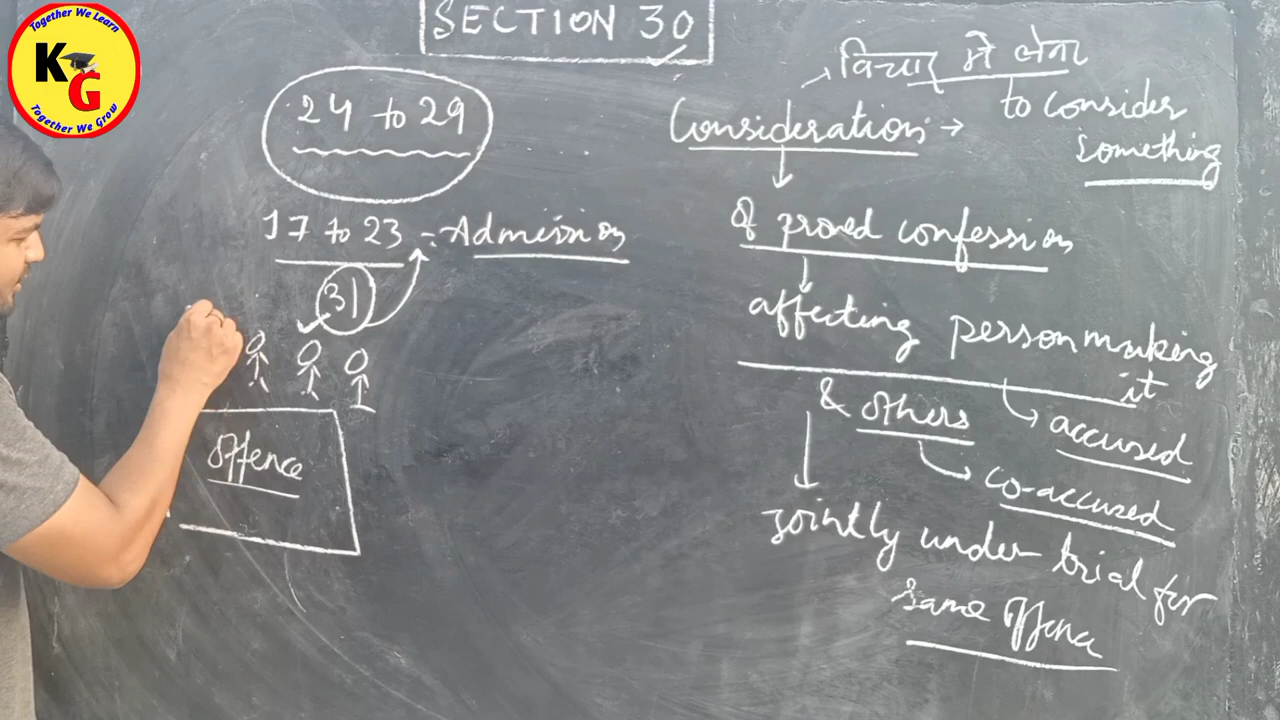 Together We Learn
K
G
Together We Grow
SECTION 30
24 to 29
17 to 23 - Admission
31
offence
विचार में लेना
Consideration →
to consider
something
of proved confession
affecting person making
it
& others
accused
co-accused
Jointly under trial for
same offence